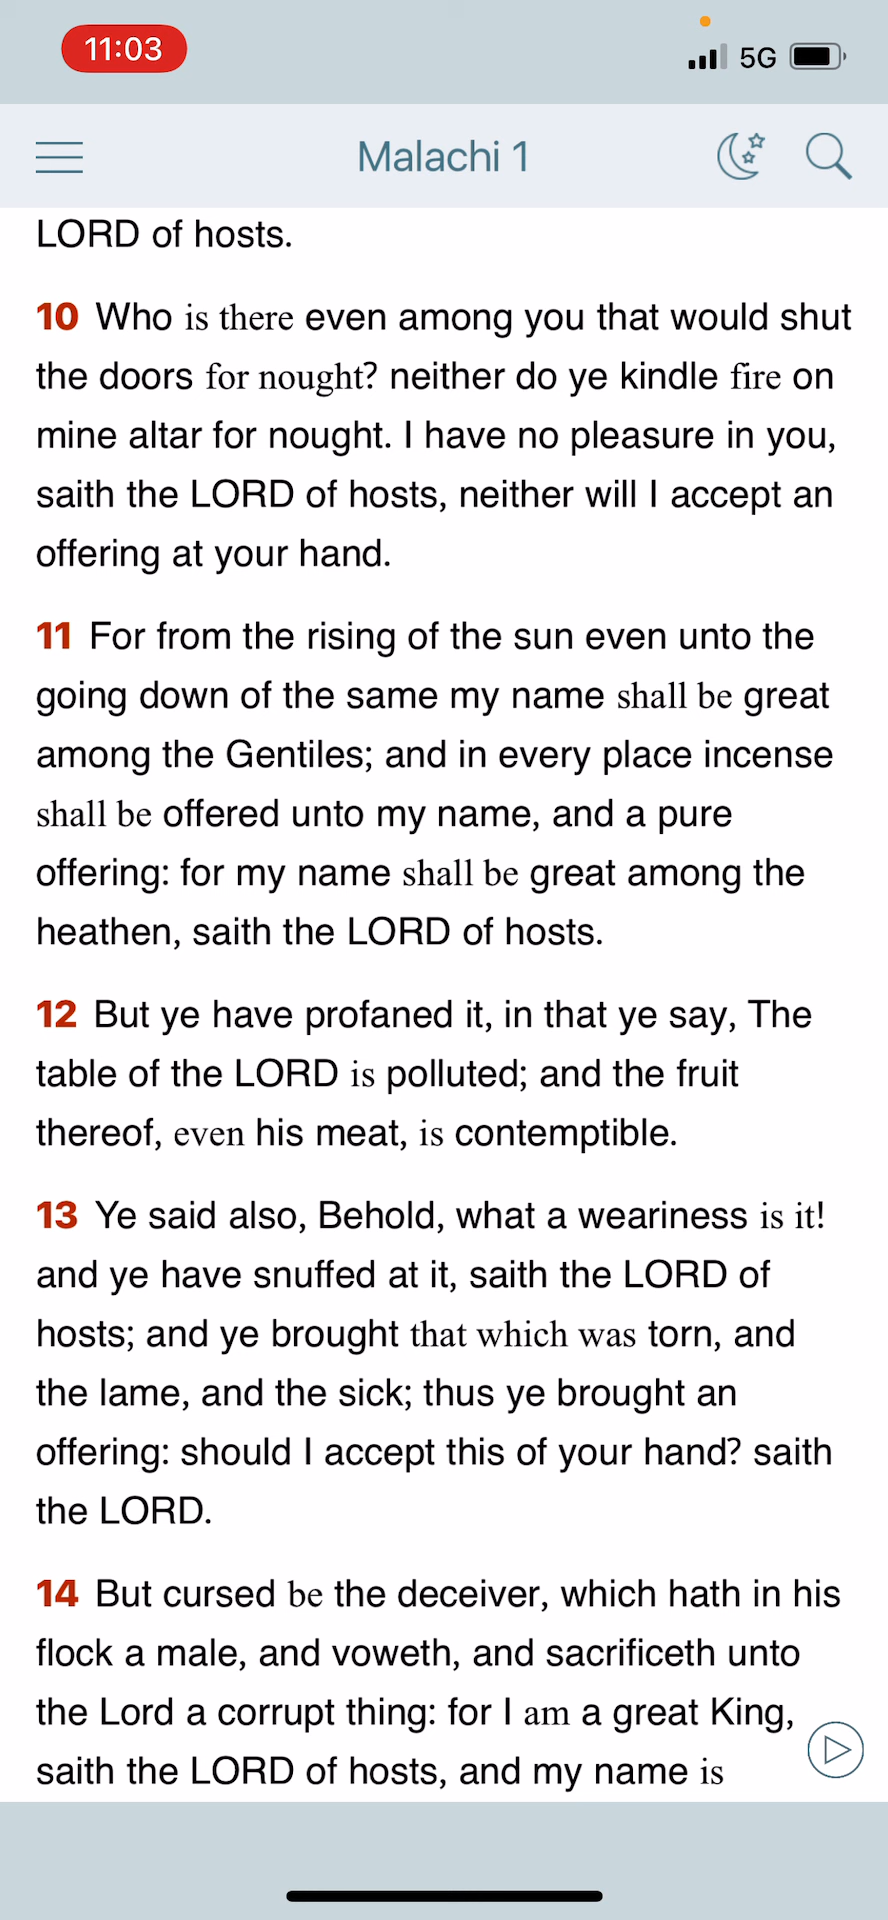 11:03
5G
Malachi 1
LORD of hosts.
10 Who is there even among you that would shut
the doors for nought? neither do ye kindle fire on
mine altar for nought. I have no pleasure in you,
saith the LORD of hosts, neither will I accept an
offering at your hand.
11 For from the rising of the sun even unto the
going down of the same my name shall be great
among the Gentiles; and in every place incense
shall be offered unto my name, and a pure
offering: for my name shall be great among the
heathen, saith the LORD of hosts.
12 But ye have profaned it, in that ye say, The
table of the LORD is polluted; and the fruit
thereof, even his meat, is contemptible.
13 Ye said also, Behold, what a weariness is it!
and ye have snuffed at it, saith the LORD of
hosts; and ye brought that which was torn, and
the lame, and the sick; thus ye brought an
offering: should I accept this of your hand? saith
the LORD.
14 But cursed be the deceiver, which hath in his
flock a male, and voweth, and sacrificeth unto
the Lord a corrupt thing: for I am a great King,
saith the LORD of hosts, and my name is